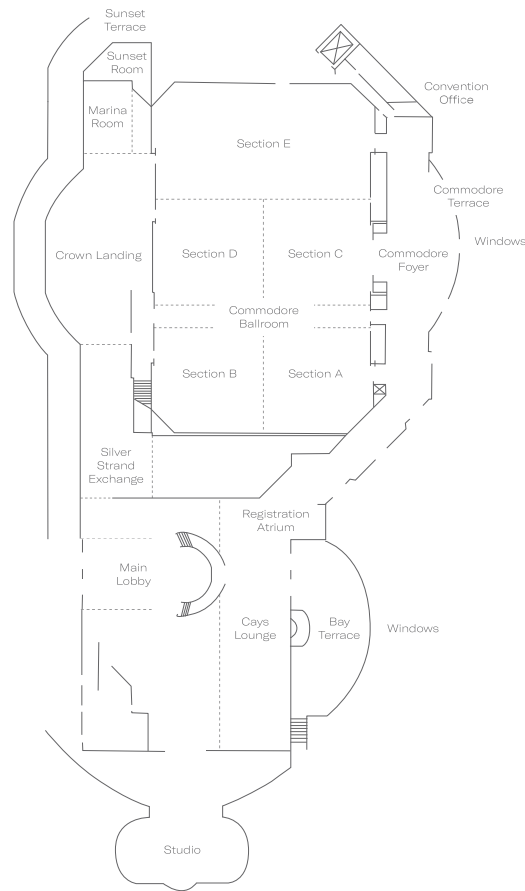 Sunset
Terrace
Sunset
Room
Convention
Office
Marina
Room
Section E
Commodore
Terrace
Windows
Crown Landing
Section D
Section C
Commodore
Foyer
Commodore
Ballroom
Section B
Section A
Silver
Strand
Exchange
Registration
Atrium
Main
Lobby
Cays
Lounge
Bay
Terrace
Windows
Studio